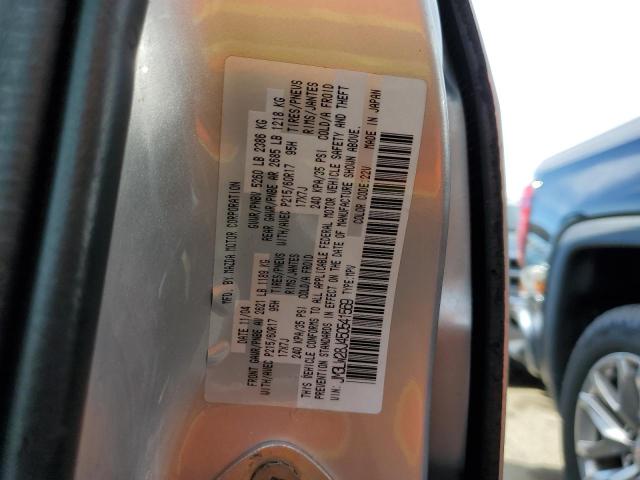 MFD. BY MAZDA MOTOR CORPORATION
DATE 11/04 GVWR/PNBV 5260 LB 2386 KG
FRONT GAWR/PNBE AV 2621 LB 1189 KG REAR GAWR/PNBE AR 2685 LB 1218 KG
WITH/AVEC P215/60R17 95H TIRES/PNEUS WITH/AVEC P215/60R17 95H TIRES/PNEUS
17X7J RIMS/JANTES 17X7J RIMS/JANTES
240 KPA/35 PSI COLD/A FROID 240 KPA/35 PSI COLD/A FROID
THIS VEHICLE CONFORMS TO ALL APPLICABLE FEDERAL MOTOR VEHICLE SAFETY AND THEFT
PREVENTION STANDARDS IN EFFECT ON THE DATE OF MANUFACTURE SHOWN ABOVE.
VIN: JM3LW28J450541559 TYPE:MPV COLOR CODE:22V MADE IN JAPAN